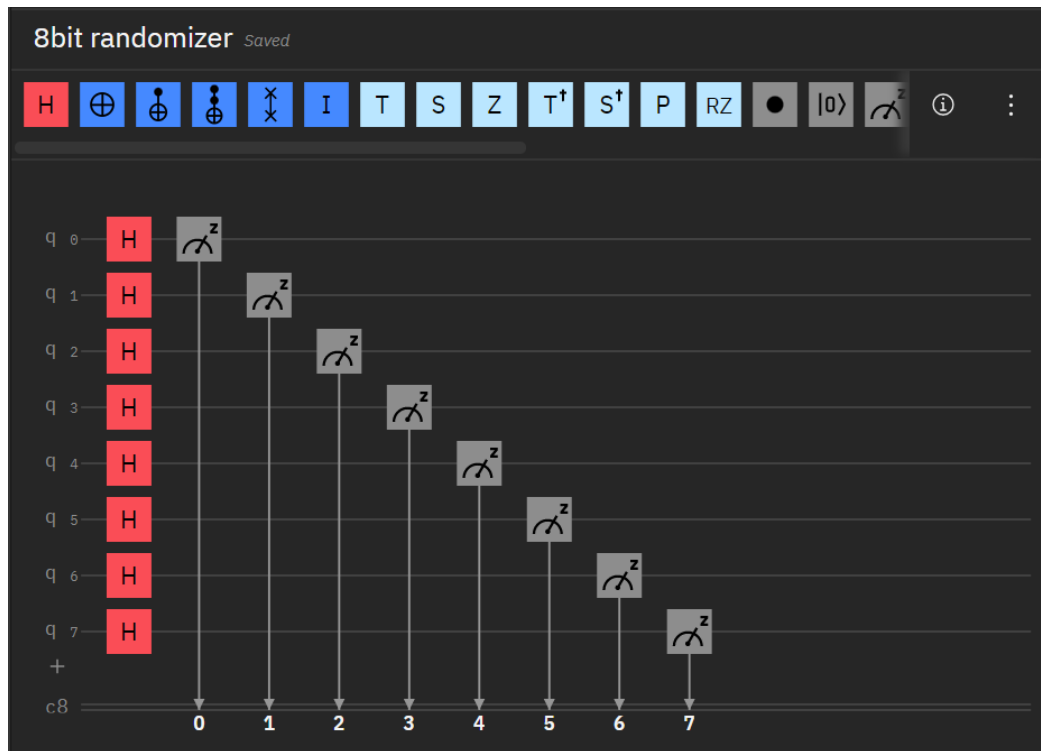 8bit randomizer Saved
H T S Z T† S† P RZ |0⟩ z
I
q 0 H z
q 1 H z
q 2 H z
q 3 H z
q 4 H z
q 5 H z
q 6 H z
q 7 H z
+
c8
0 1 2 3 4 5 6 7